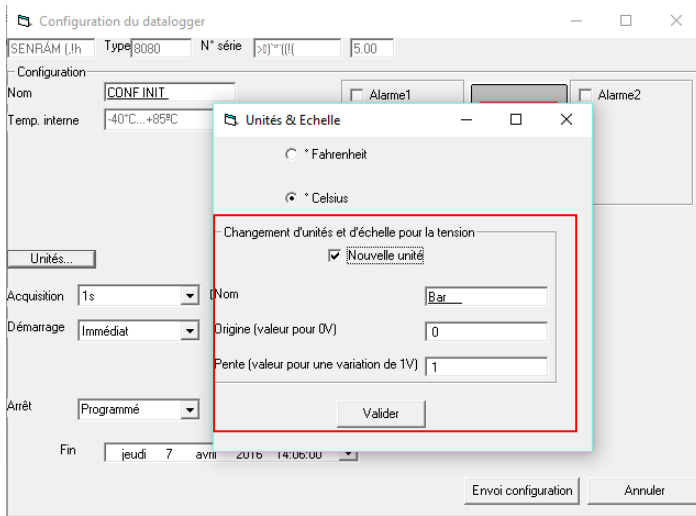 Configuration du datalogger
SENRÁM (,!h Type 8080 N° série >▯)`*¨((!( 5.00
Configuration
Nom CONF INIT Alarme1 Alarme2
Temp. interne -40°C...+85ºC
Unités & Echelle
° Fahrenheit
° Celsius
Changement d'unités et d'échelle pour la tension
Nouvelle unité
Unités...
Nom Bar__
Acquisition 1s
Origine (valeur pour 0V) 0
Démarrage Immédiat
Pente (valeur pour une variation de 1V) 1
Arrêt Programmé
Valider
Fin jeudi 7 avril 2016 14:06:00
Envoi configuration Annuler